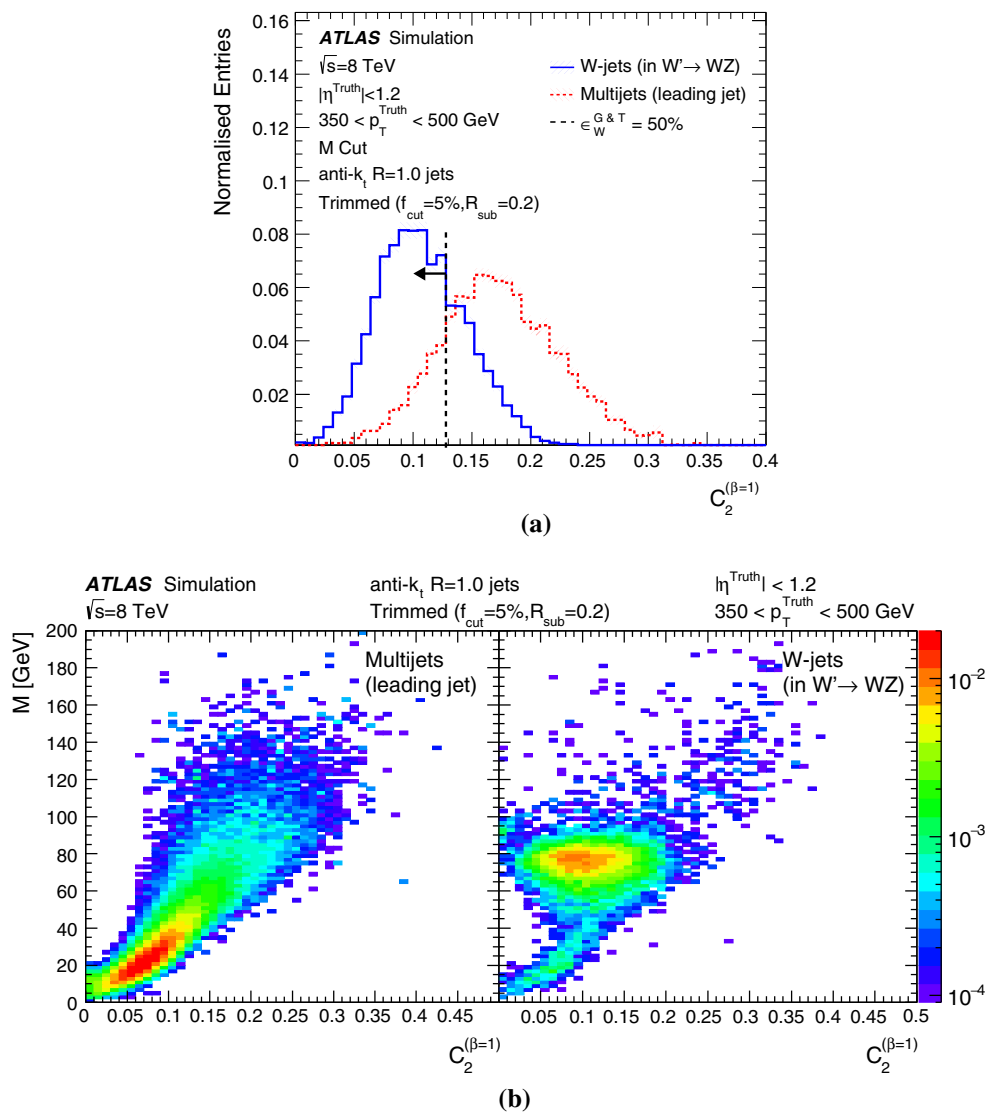 Normalised Entries
0.16
0.14
0.12
0.1
0.08
0.06
0.04
0.02
ATLAS Simulation
√s=8 TeV
|η^Truth|<1.2
350 < p_T^Truth < 500 GeV
M Cut
anti-k_t R=1.0 jets
Trimmed (f_cut=5%,R_sub=0.2)
W-jets (in W'→ WZ)
Multijets (leading jet)
ϵ_W^G & T = 50%
0 0.05 0.1 0.15 0.2 0.25 0.3 0.35 0.4
C_2^(β=1)
(a)
ATLAS Simulation
√s=8 TeV
anti-k_t R=1.0 jets
Trimmed (f_cut=5%,R_sub=0.2)
|η^Truth| < 1.2
350 < p_T^Truth < 500 GeV
M [GeV]
200
180
160
140
120
100
80
60
40
20
0
Multijets
(leading jet)
W-jets
(in W'→ WZ)
10^-2
10^-3
10^-4
0.05 0.1 0.15 0.2 0.25 0.3 0.35 0.4 0.45
0.05 0.1 0.15 0.2 0.25 0.3 0.35 0.4 0.45 0.5
C_2^(β=1)
C_2^(β=1)
(b)